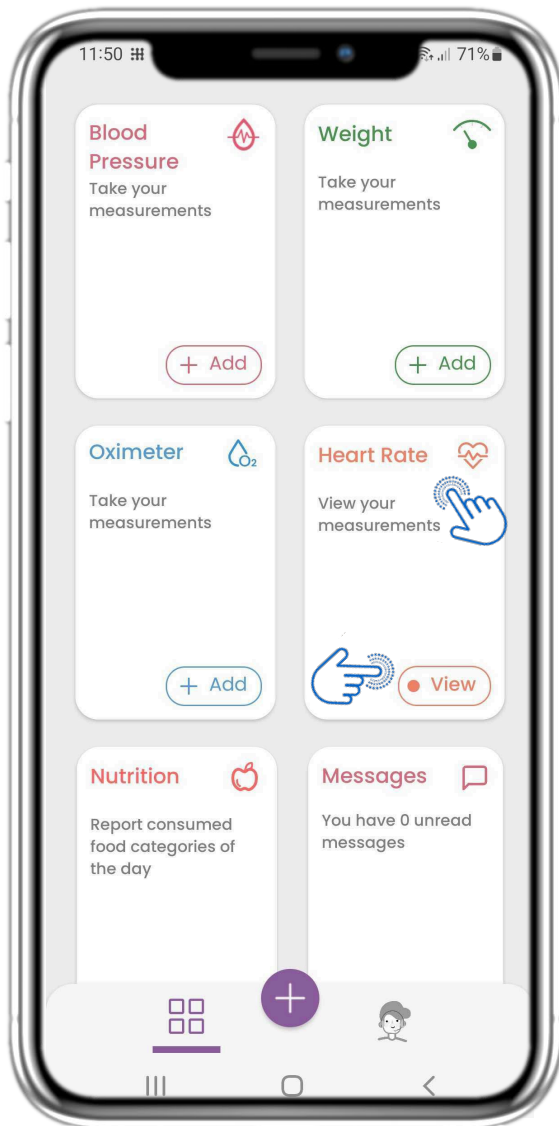 11:50
71%
Blood
Pressure
Take your
measurements
+ Add
Weight
Take your
measurements
+ Add
Oximeter
O2
Take your
measurements
+ Add
Heart Rate
View your
measurements
View
Nutrition
Report consumed
food categories of
the day
Messages
You have 0 unread
messages